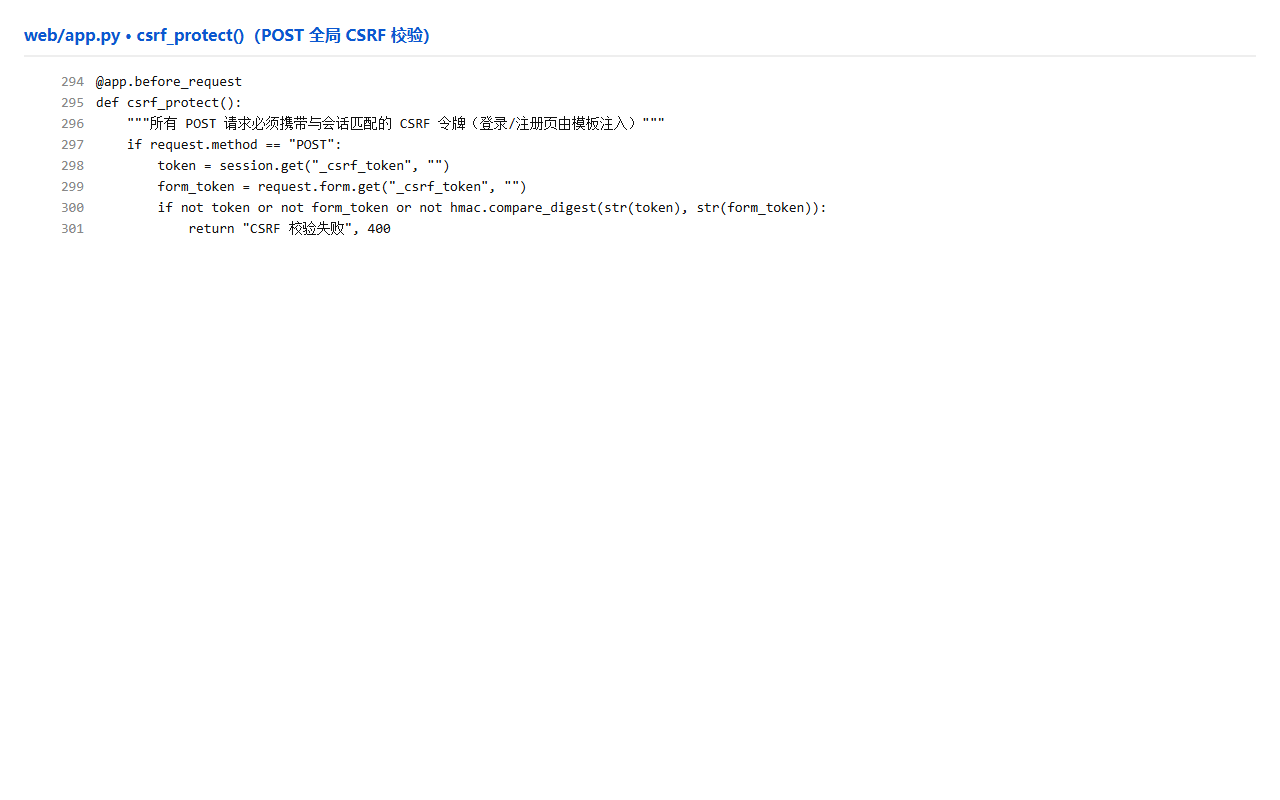 web/app.py • csrf_protect()（POST 全局 CSRF 校验）
294 @app.before_request
295 def csrf_protect():
296     """所有 POST 请求必须携带与会话匹配的 CSRF 令牌（登录/注册页由模板注入）"""
297     if request.method == "POST":
298         token = session.get("_csrf_token", "")
299         form_token = request.form.get("_csrf_token", "")
300         if not token or not form_token or not hmac.compare_digest(str(token), str(form_token)):
301             return "CSRF 校验失败", 400